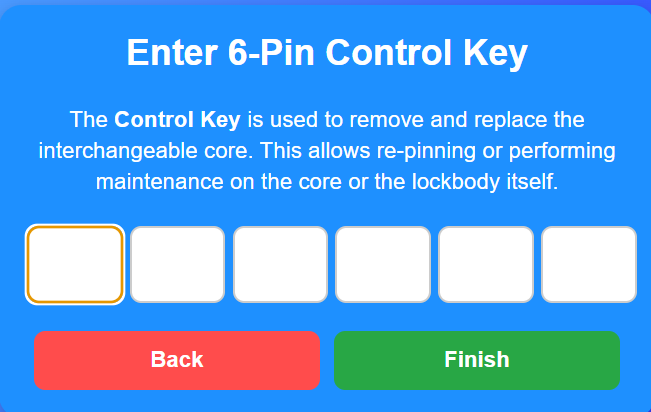 Enter 6-Pin Control Key
The Control Key is used to remove and replace the
interchangeable core. This allows re-pinning or performing
maintenance on the core or the lockbody itself.
Back
Finish